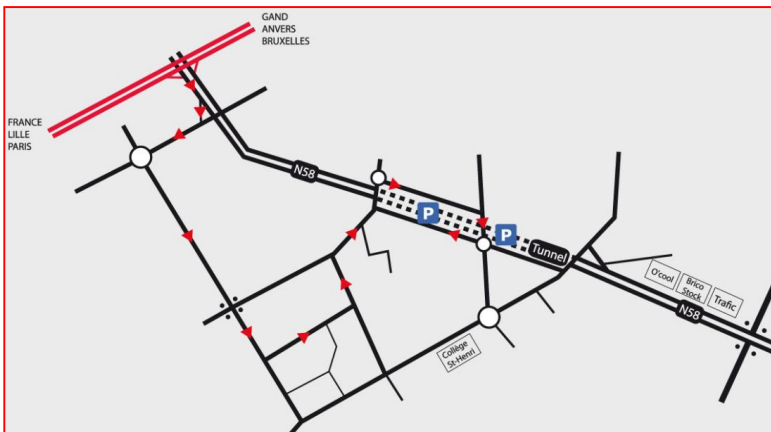 GAND
ANVERS
BRUXELLES
FRANCE
LILLE
PARIS
N58
P
P
Tunnel
O'cool
Brico
Stock
Trafic
N58
Collège
St-Henri